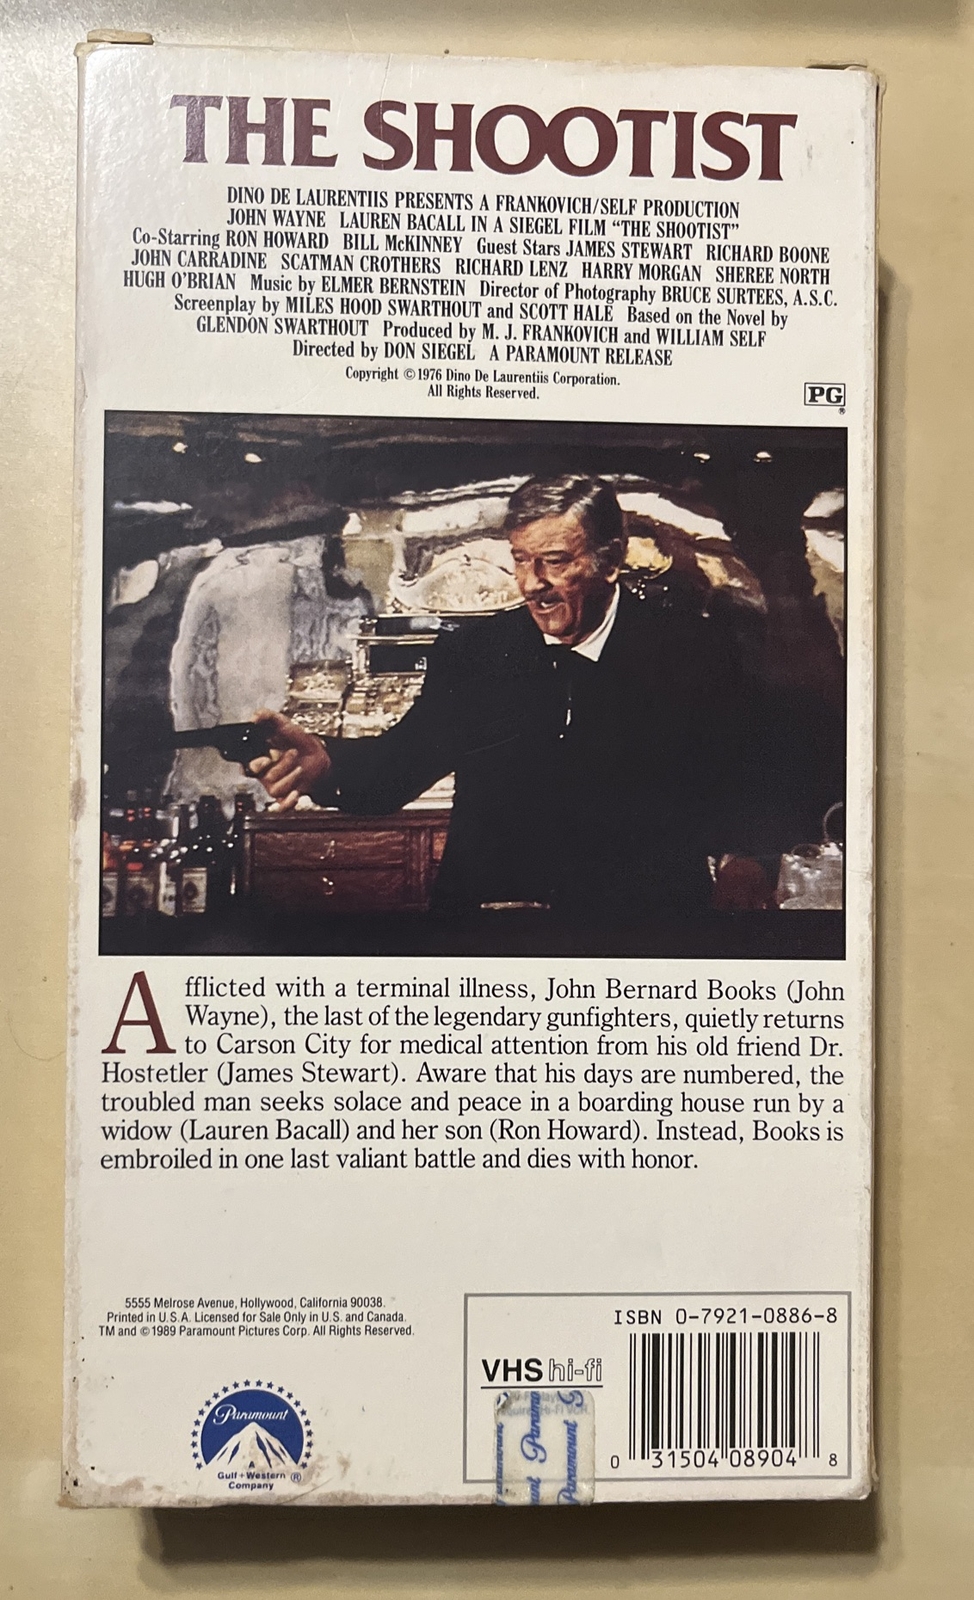 THE SHOOTIST
DINO DE LAURENTIIS PRESENTS A FRANKOVICH/SELF PRODUCTION
JOHN WAYNE LAUREN BACALL IN A SIEGEL FILM "THE SHOOTIST"
Co-Starring RON HOWARD BILL McKINNEY Guest Stars JAMES STEWART RICHARD BOONE
JOHN CARRADINE SCATMAN CROTHERS RICHARD LENZ HARRY MORGAN SHEREE NORTH
HUGH O'BRIAN Music by ELMER BERNSTEIN Director of Photography BRUCE SURTEES, A.S.C.
Screenplay by MILES HOOD SWARTHOUT and SCOTT HALE Based on the Novel by
GLENDON SWARTHOUT Produced by M. J. FRANKOVICH and WILLIAM SELF
Directed by DON SIEGEL A PARAMOUNT RELEASE
Copyright © 1976 Dino De Laurentiis Corporation.
All Rights Reserved.
PG
®
Afflicted with a terminal illness, John Bernard Books (John
Wayne), the last of the legendary gunfighters, quietly returns
to Carson City for medical attention from his old friend Dr.
Hostetler (James Stewart). Aware that his days are numbered, the
troubled man seeks solace and peace in a boarding house run by a
widow (Lauren Bacall) and her son (Ron Howard). Instead, Books is
embroiled in one last valiant battle and dies with honor.
5555 Melrose Avenue, Hollywood, California 90038.
Printed in U.S.A. Licensed for Sale Only in U.S. and Canada.
TM and © 1989 Paramount Pictures Corp. All Rights Reserved.
Paramount
A
Gulf+Western ®
Company
ISBN 0-7921-0886-8
VHS hi-fi
Paramount
0 31504 08904 8